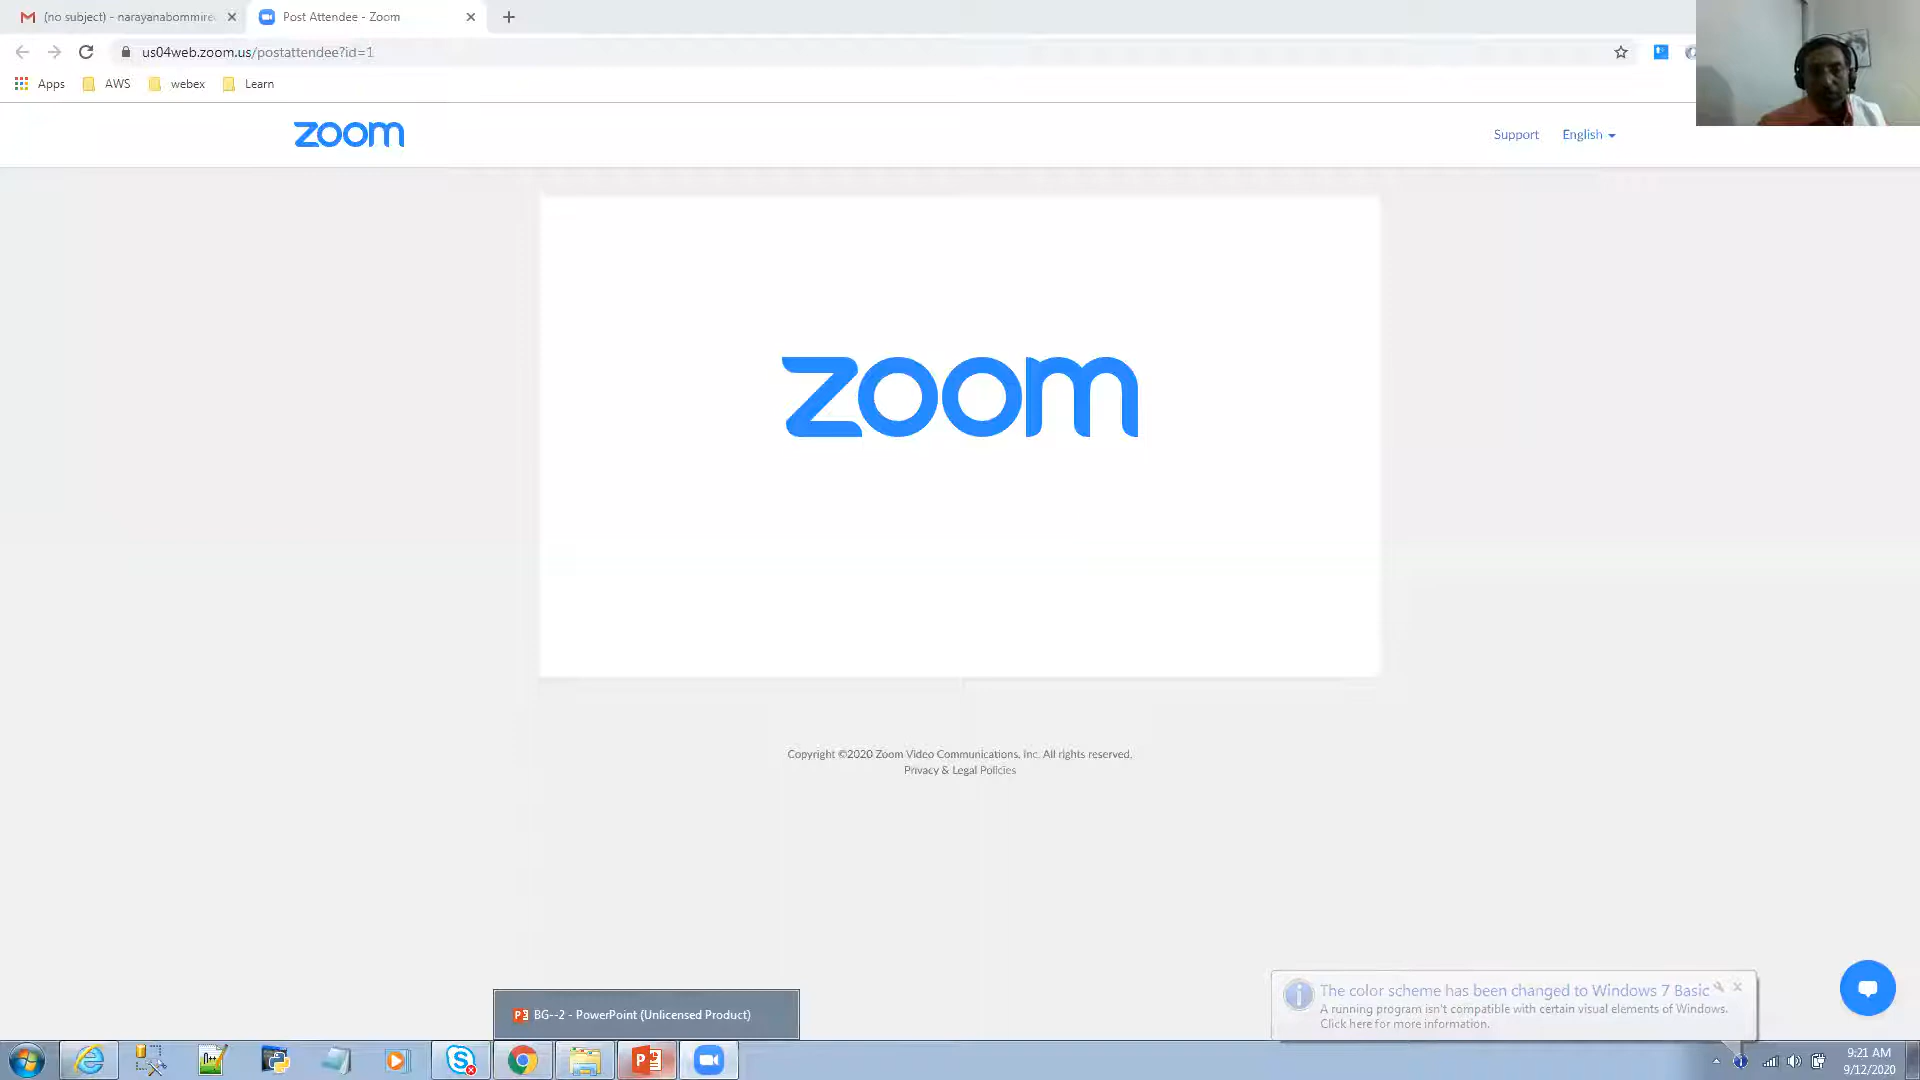 (no subject) - narayanabommire
Post Attendee - Zoom
us04web.zoom.us/postattendee?id=1
Apps
AWS
webex
Learn
zoom
Support
English
zoom
Copyright ©2020 Zoom Video Communications, Inc. All rights reserved.
Privacy & Legal Policies
The color scheme has been changed to Windows 7 Basic
A running program isn't compatible with certain visual elements of Windows.
Click here for more information.
BG--2 - PowerPoint (Unlicensed Product)
9:21 AM
9/12/2020